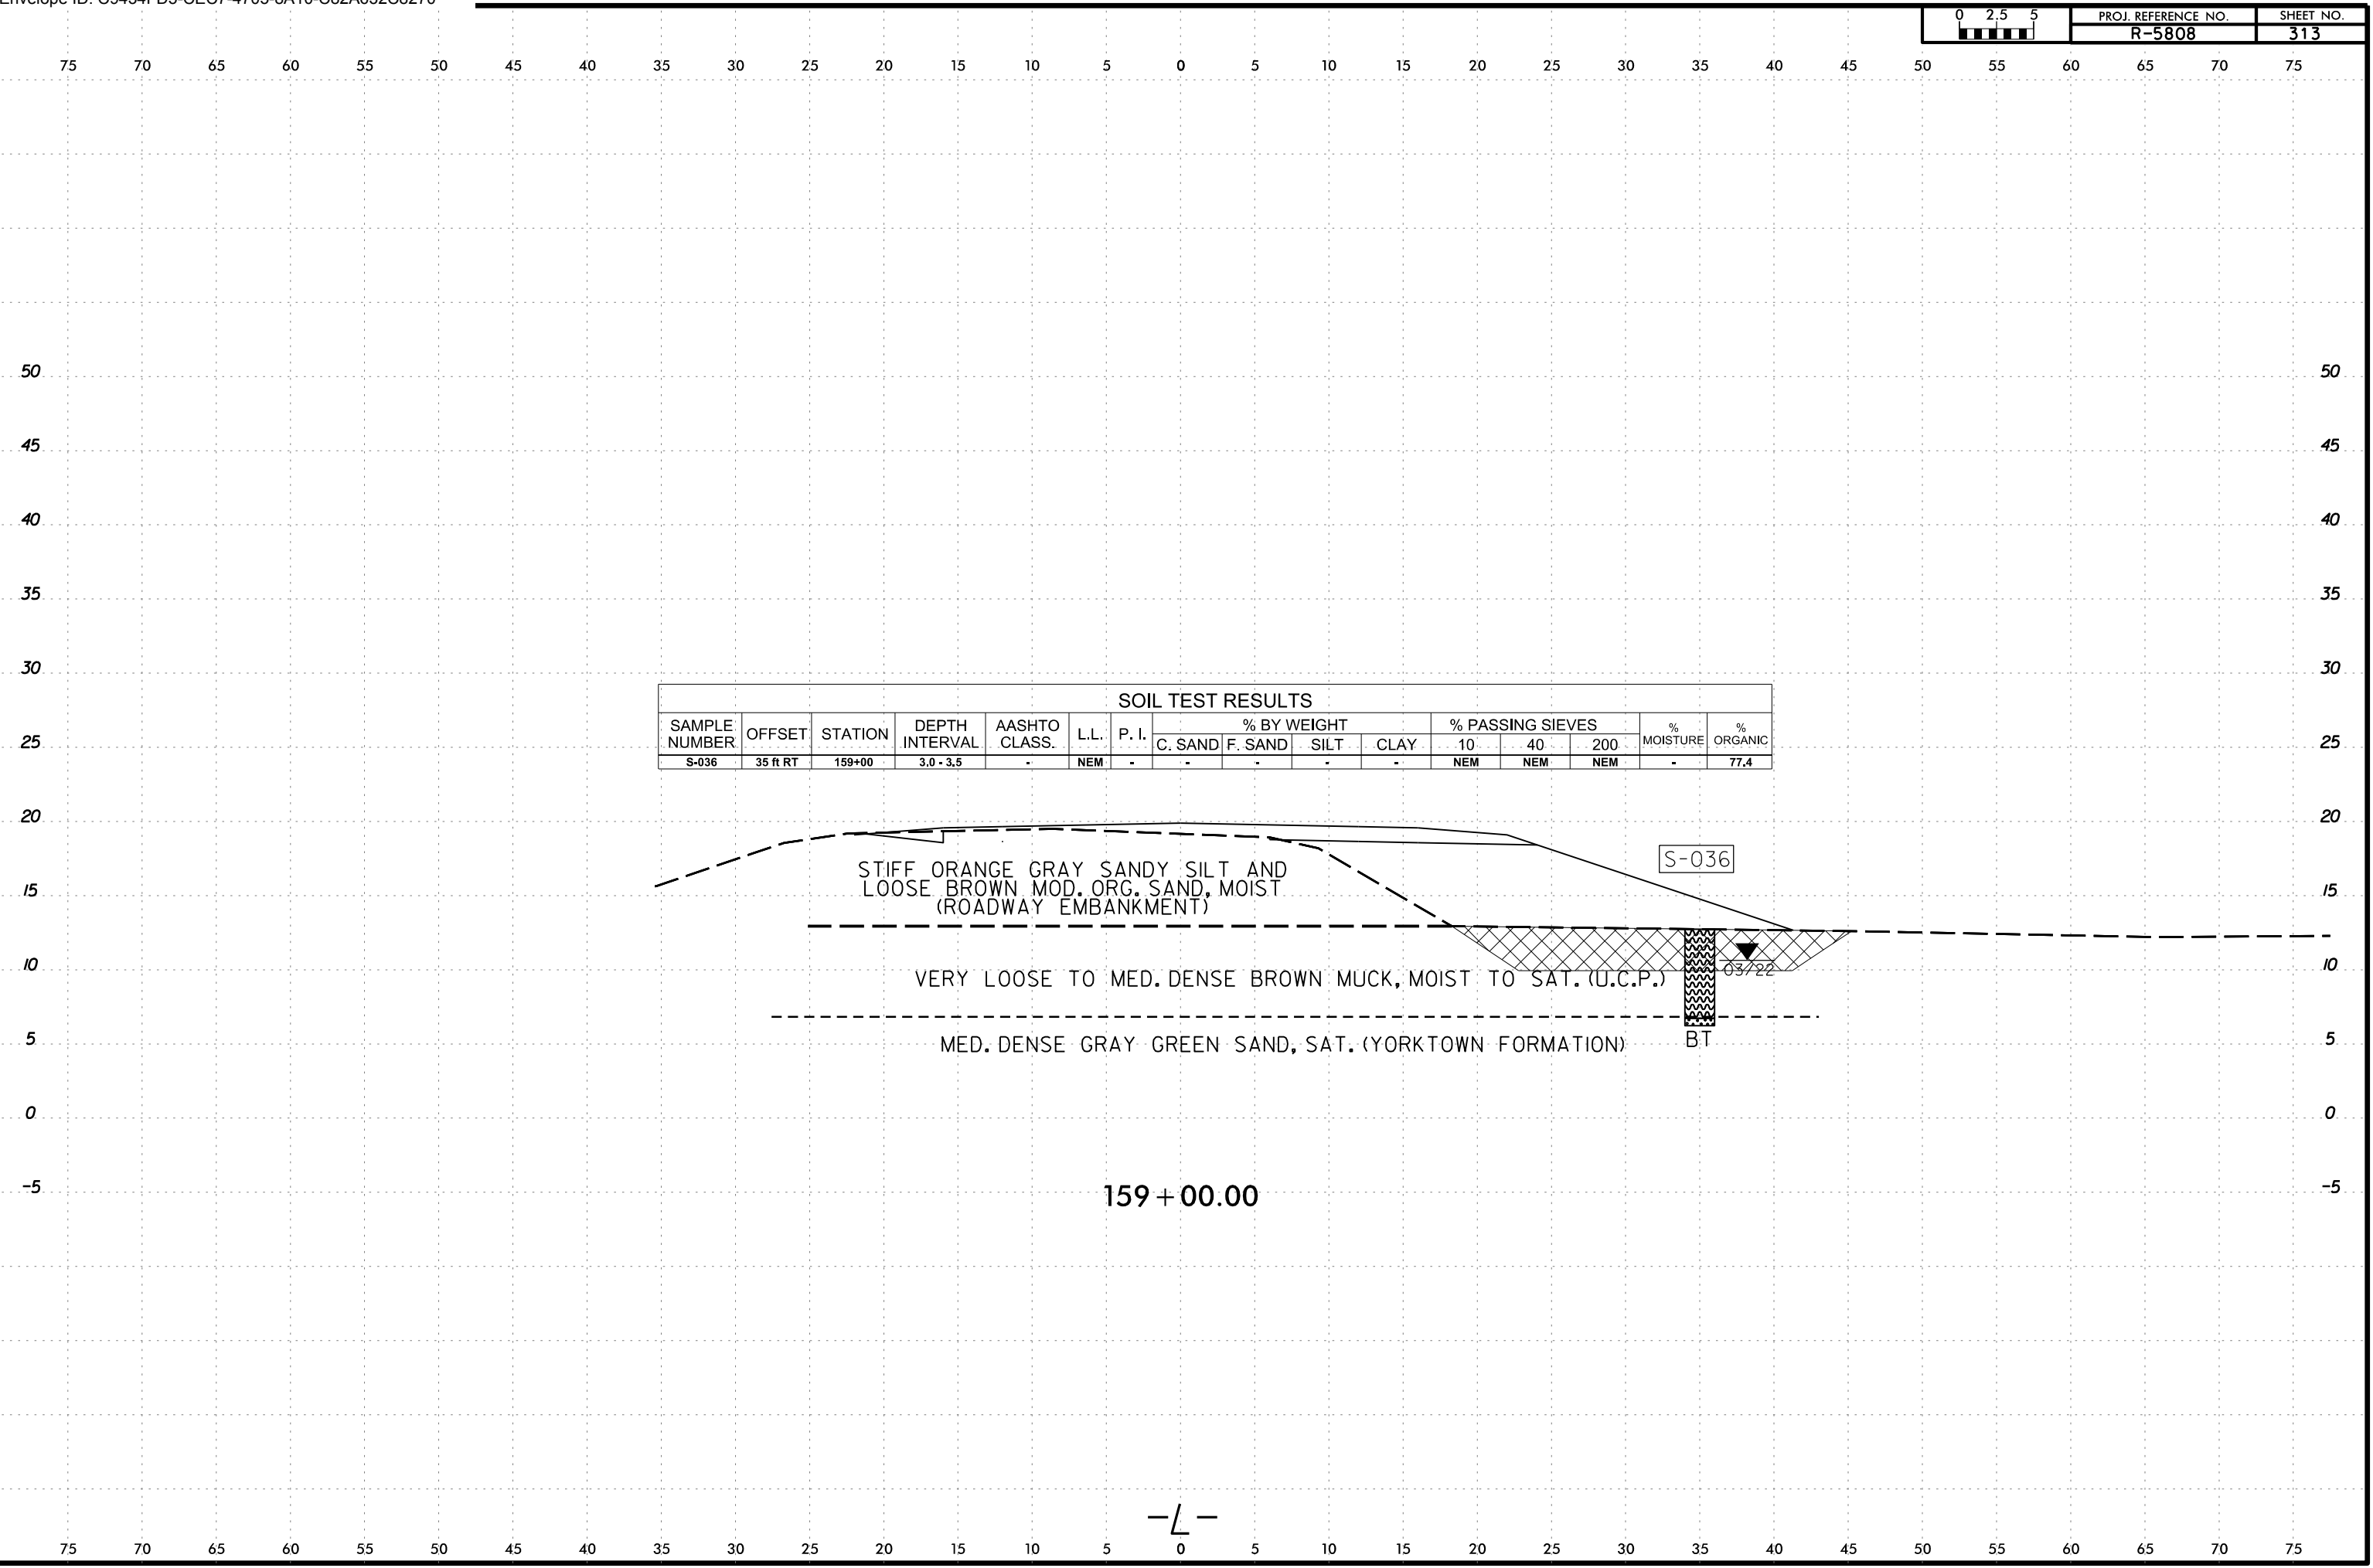 0 2.5 5
PROJ. REFERENCE NO. SHEET NO.
R-5808 313
75 70 65 60 55 50 45 40 35 30 25 20 15 10 5 0 5 10 15 20 25 30 35 40 45 50 55 60 65 70 75
50 50
45 45
40 40
35 35
30 30
SOIL TEST RESULTS
SAMPLE NUMBER OFFSET STATION DEPTH INTERVAL AASHTO CLASS. L.L. P. I. % BY WEIGHT % PASSING SIEVES % MOISTURE % ORGANIC
C. SAND F. SAND SILT CLAY 10 40 200
25 25
S-036 35 ft RT 159+00 3.0 - 3.5 - NEM - - - - - NEM NEM NEM - 77.4
20 20
S-036
STIFF ORANGE GRAY SANDY SILT AND
LOOSE BROWN MOD. ORG. SAND, MOIST
(ROADWAY EMBANKMENT)
15 15
10 10
03/22
VERY LOOSE TO MED. DENSE BROWN MUCK, MOIST TO SAT. (U.C.P.)
5 5
MED. DENSE GRAY GREEN SAND, SAT. (YORKTOWN FORMATION)
BT
0 0
-5 -5
159+00.00
-L-
75 70 65 60 55 50 45 40 35 30 25 20 15 10 5 0 5 10 15 20 25 30 35 40 45 50 55 60 65 70 75